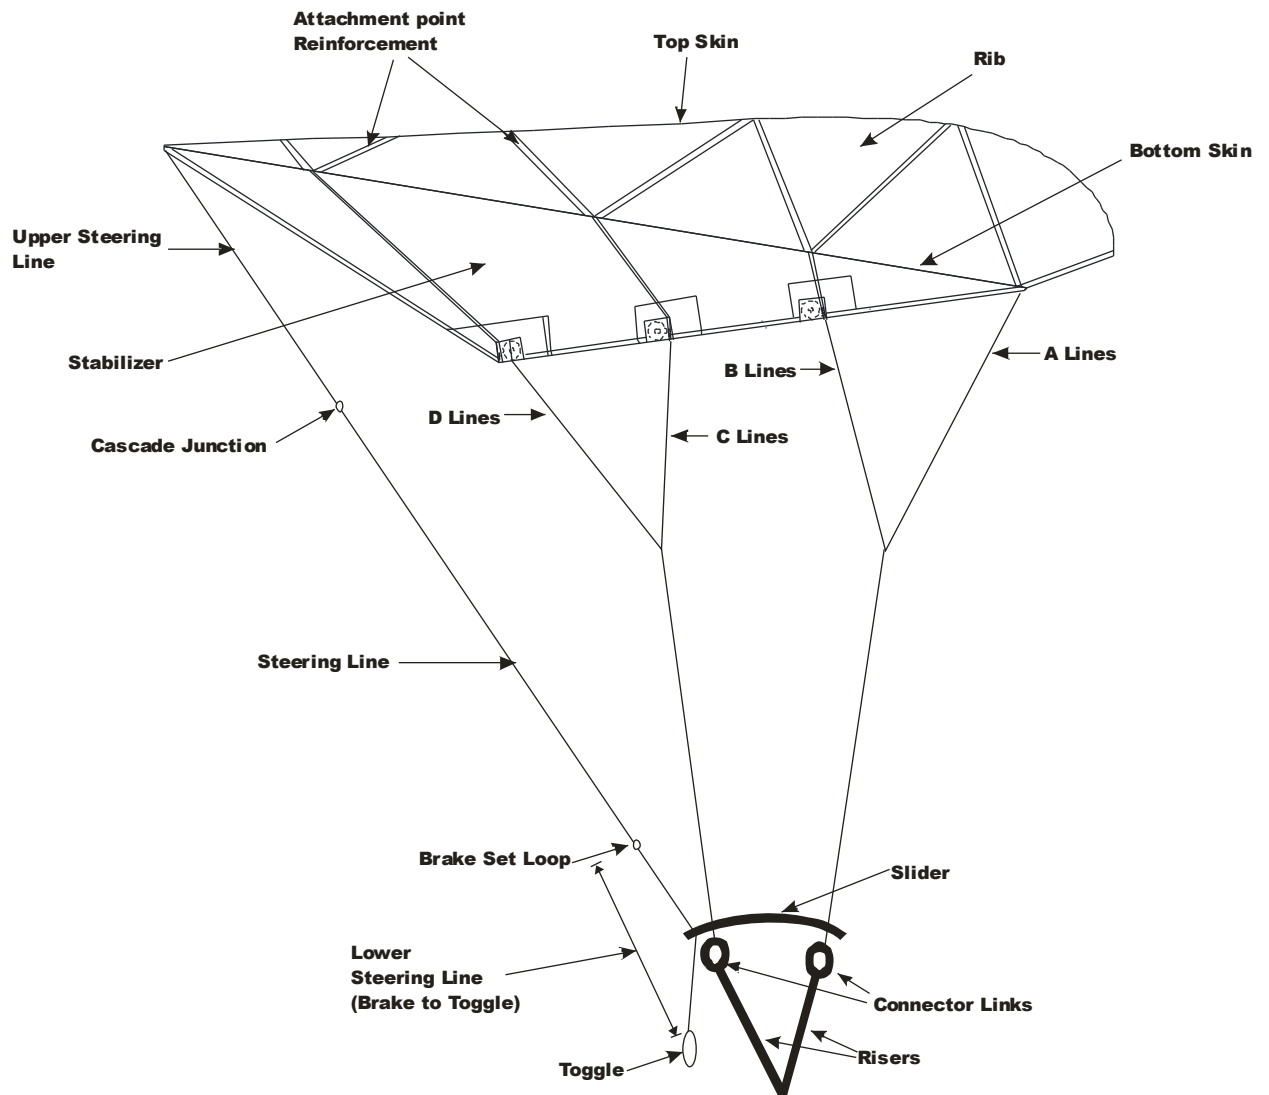 Attachment point
Reinforcement
Top Skin
Rib
Bottom Skin
Upper Steering
Line
Stabilizer
A Lines
B Lines
D Lines
C Lines
Cascade Junction
Steering Line
Brake Set Loop
Slider
Lower
Steering Line
(Brake to Toggle)
Connector Links
Risers
Toggle